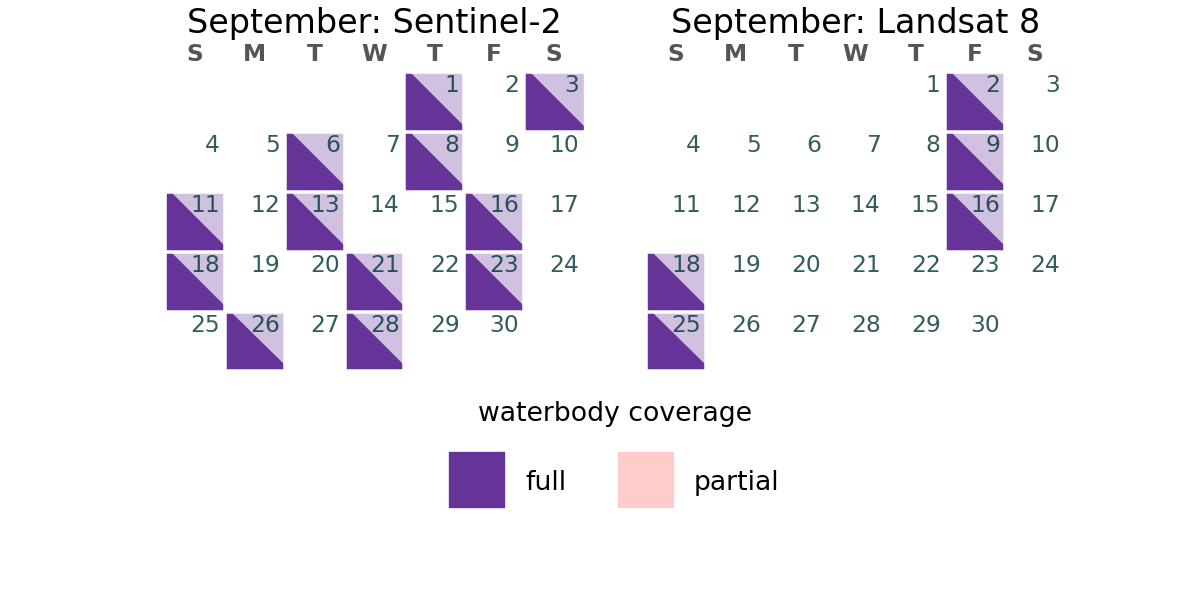 September: Sentinel-2
S M T W T F S
1 2 3
4 5 6 7 8 9 10
11 12 13 14 15 16 17
18 19 20 21 22 23 24
25 26 27 28 29 30
September: Landsat 8
S M T W T F S
1 2 3
4 5 6 7 8 9 10
11 12 13 14 15 16 17
18 19 20 21 22 23 24
25 26 27 28 29 30
waterbody coverage
full partial